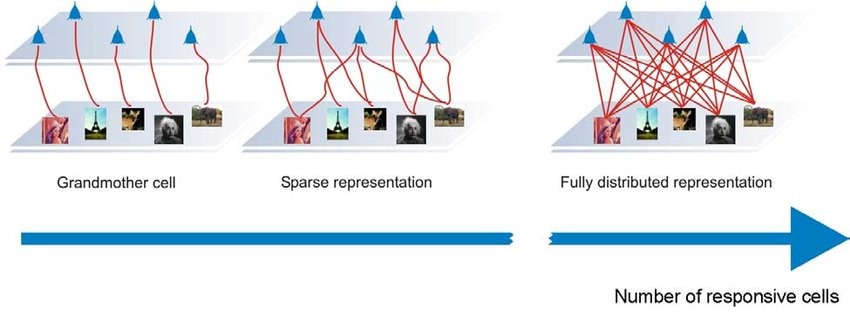 Grandmother cell
Sparse representation
Fully distributed representation
Number of responsive cells